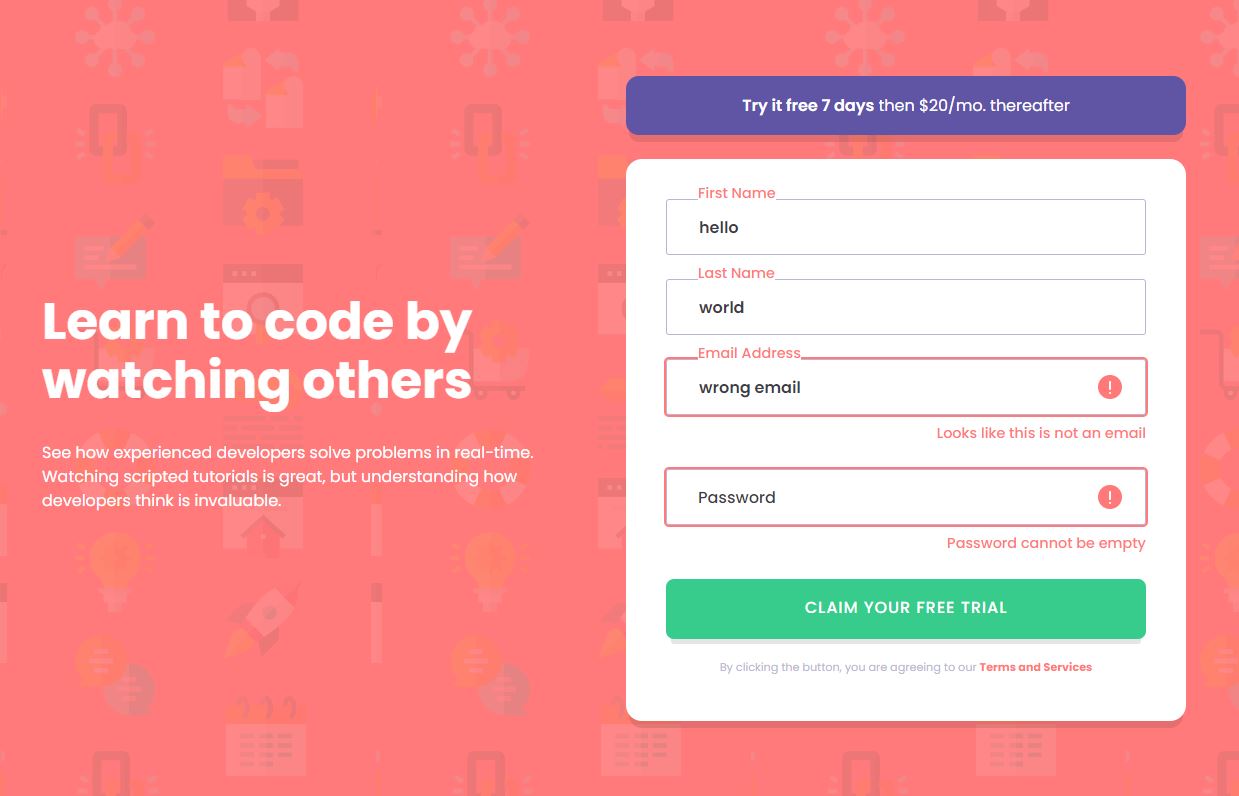 Learn to code by
watching others
See how experienced developers solve problems in real-time.
Watching scripted tutorials is great, but understanding how
developers think is invaluable.
Try it free 7 days then $20/mo. thereafter
First Name
hello
Last Name
world
Email Address
wrong email
Looks like this is not an email
Password
Password cannot be empty
CLAIM YOUR FREE TRIAL
By clicking the button, you are agreeing to our Terms and Services